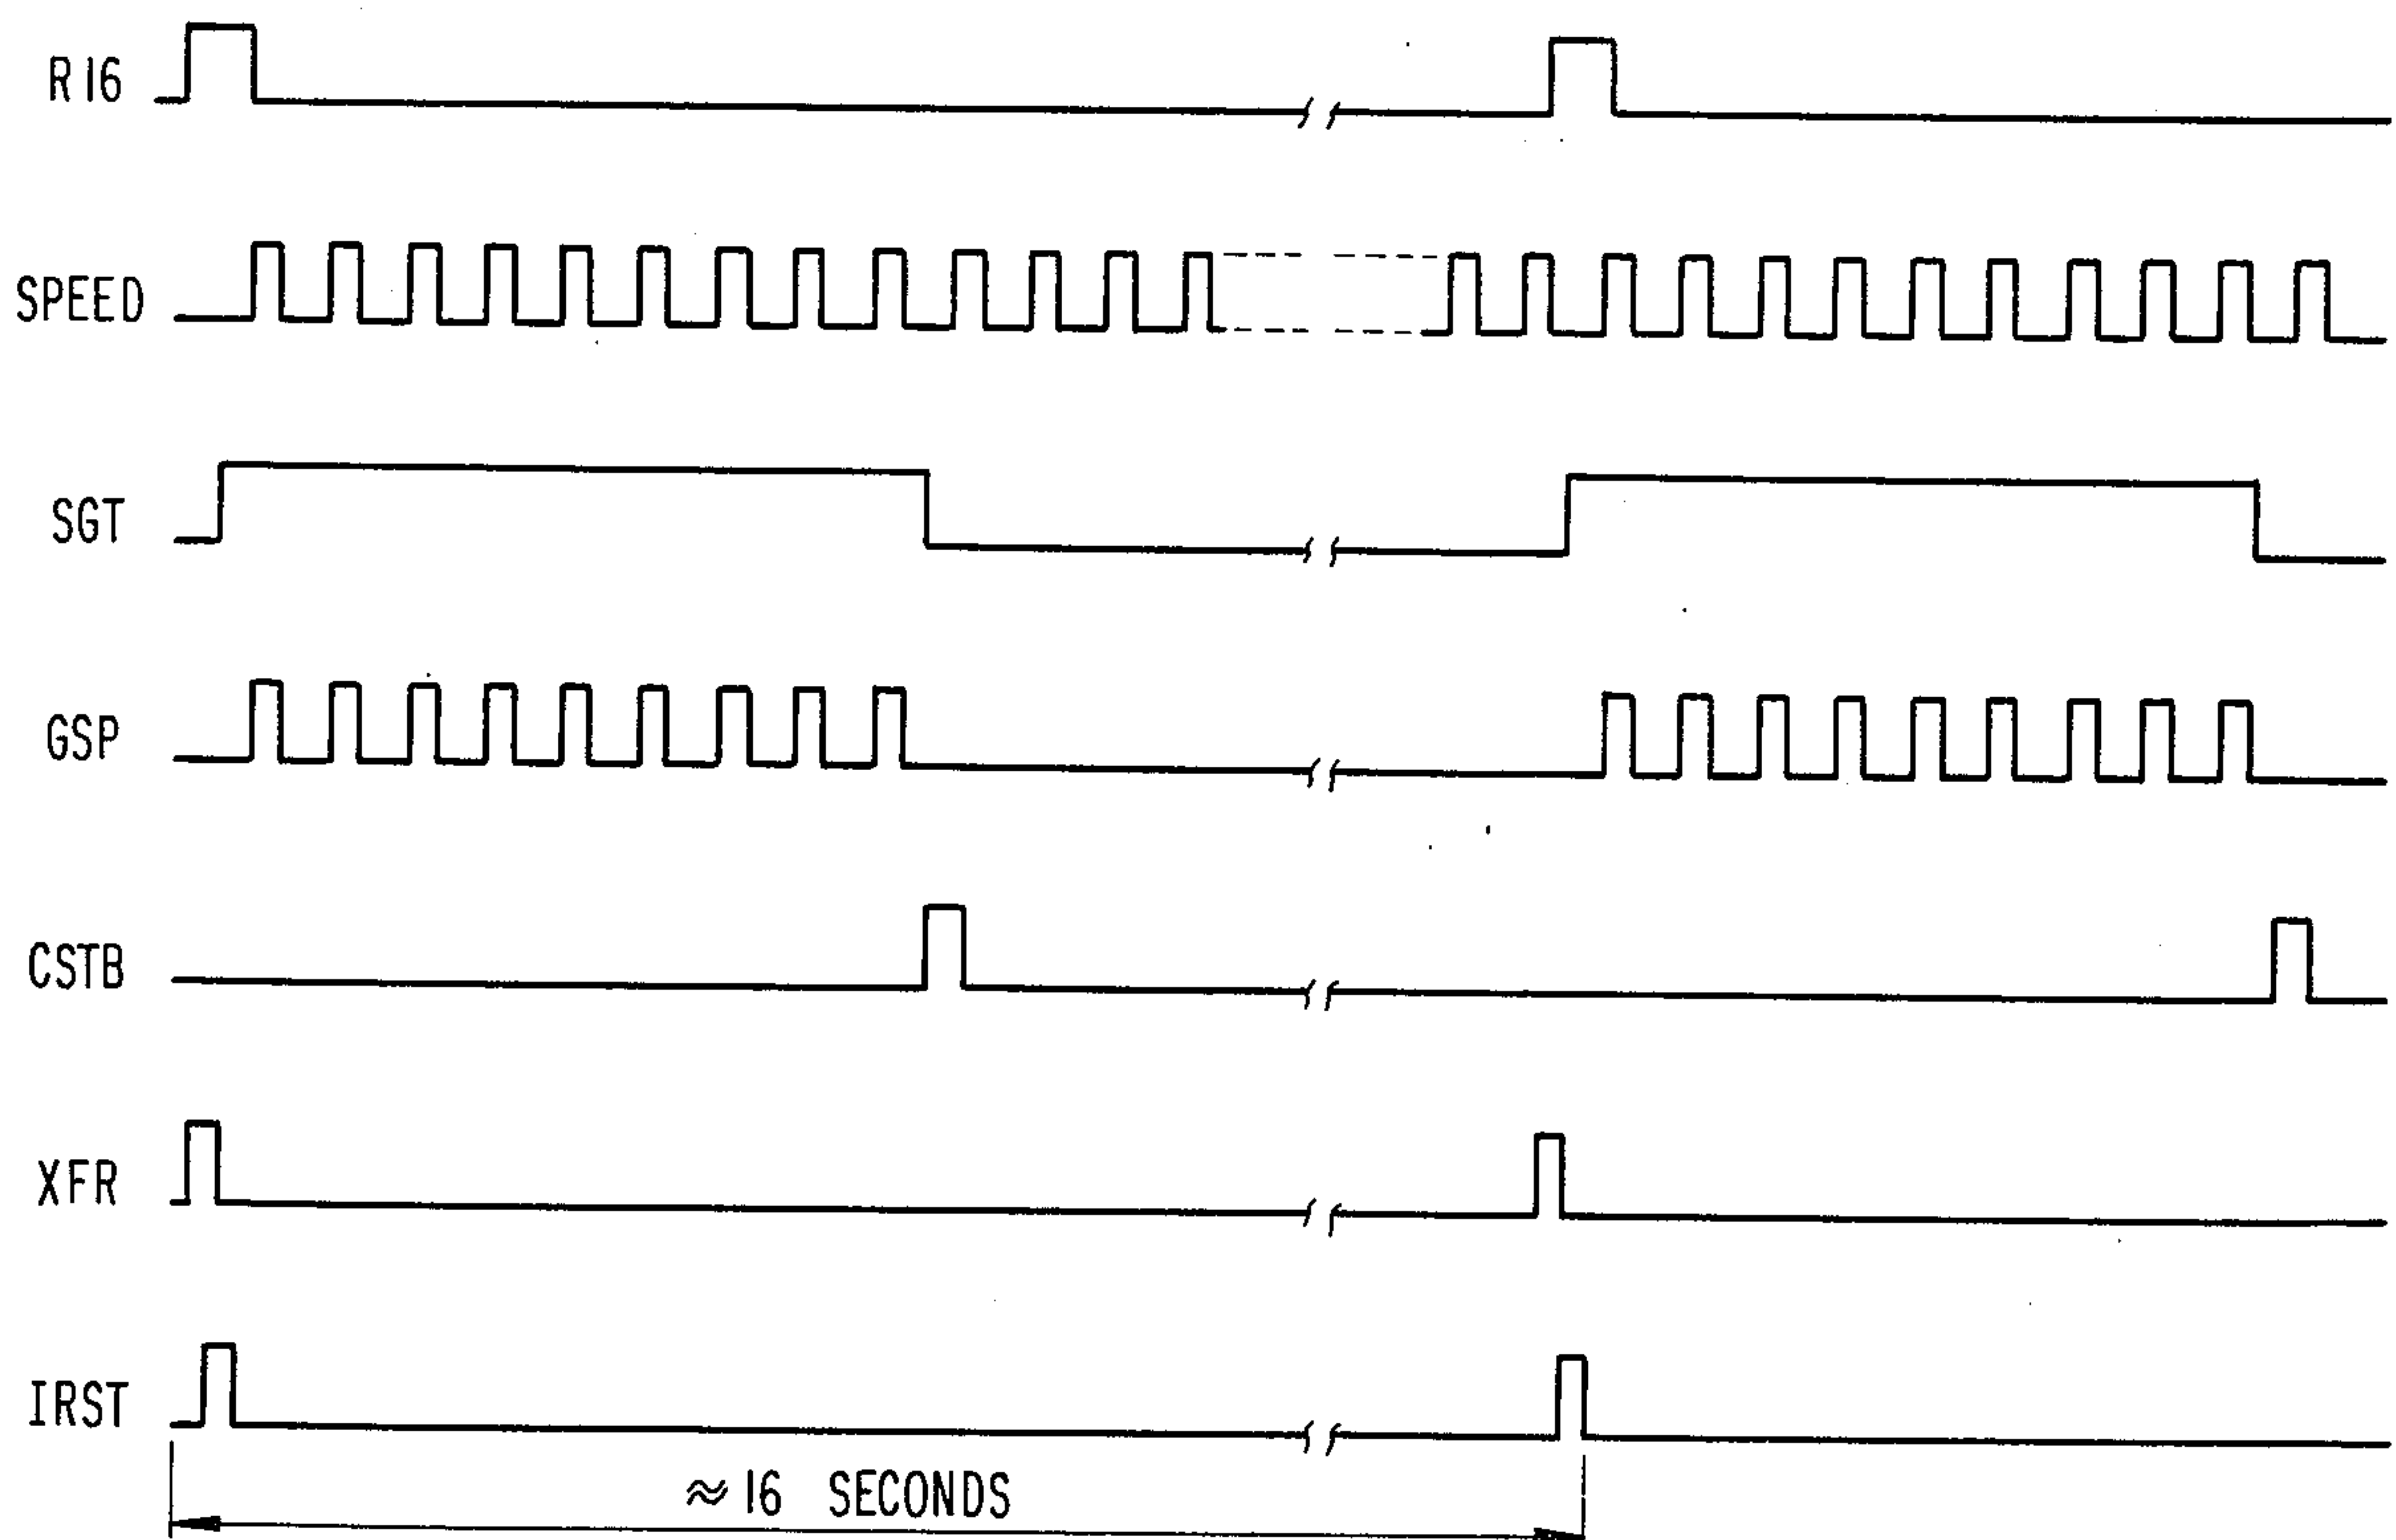 R16
SPEED
SGT
GSP
CSTB
XFR
IRST
≈16 SECONDS